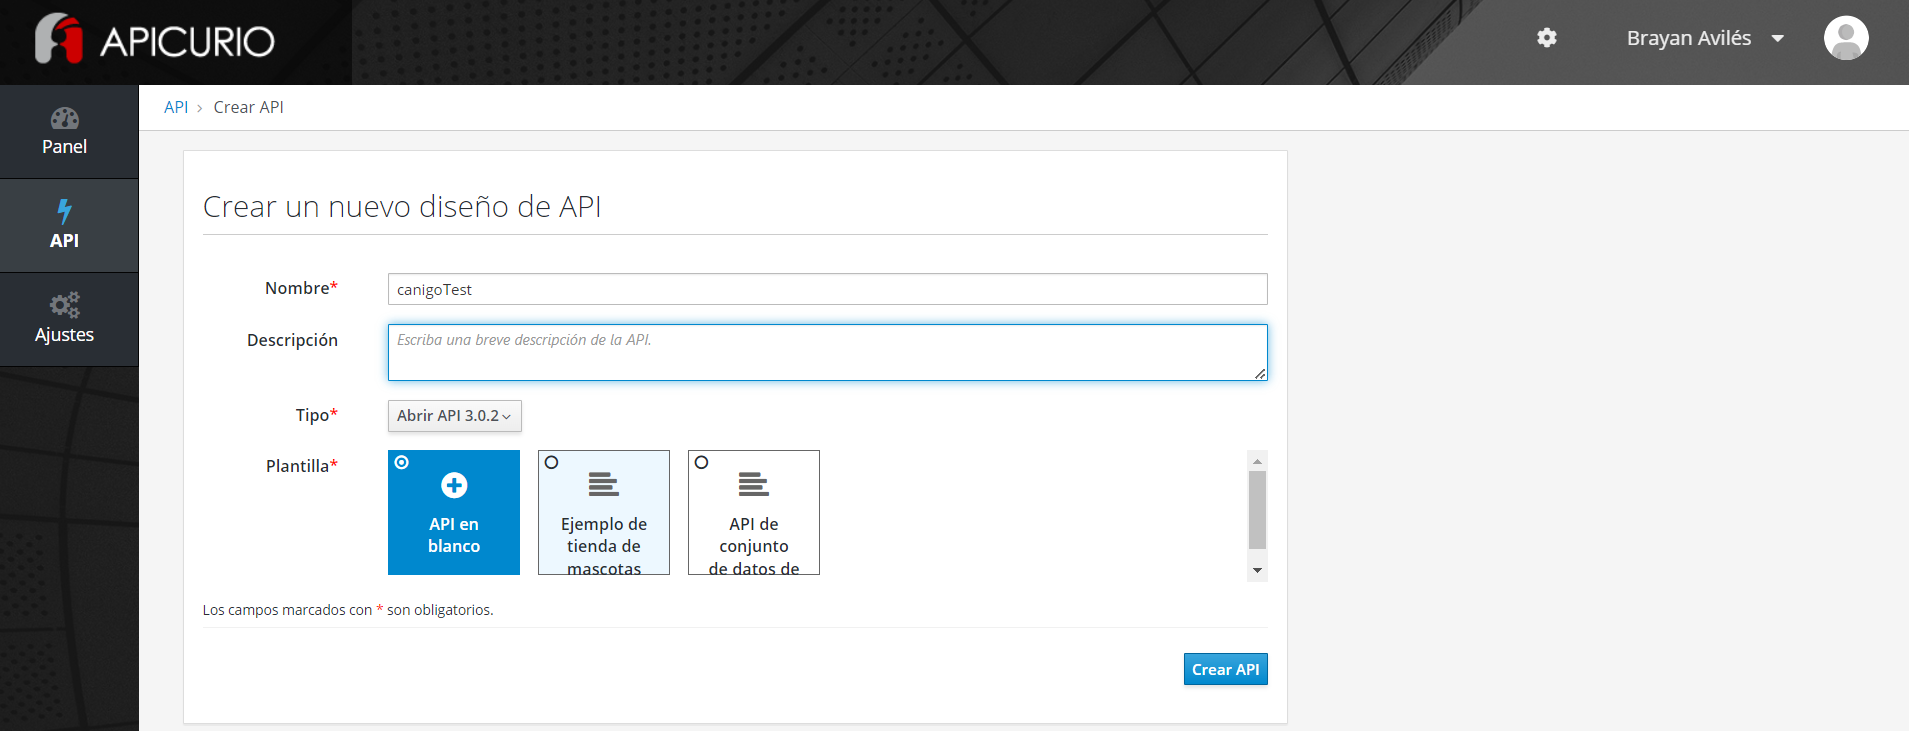 APICURIO
Brayan Avilés
Panel
API
Ajustes
API > Crear API
Crear un nuevo diseño de API
Nombre*
canigoTest
Descripción
Escriba una breve descripción de la API.
Tipo*
Abrir API 3.0.2
Plantilla*
API en
blanco
Ejemplo de
tienda de
mascotas
API de
conjunto
de datos de
Los campos marcados con * son obligatorios.
Crear API